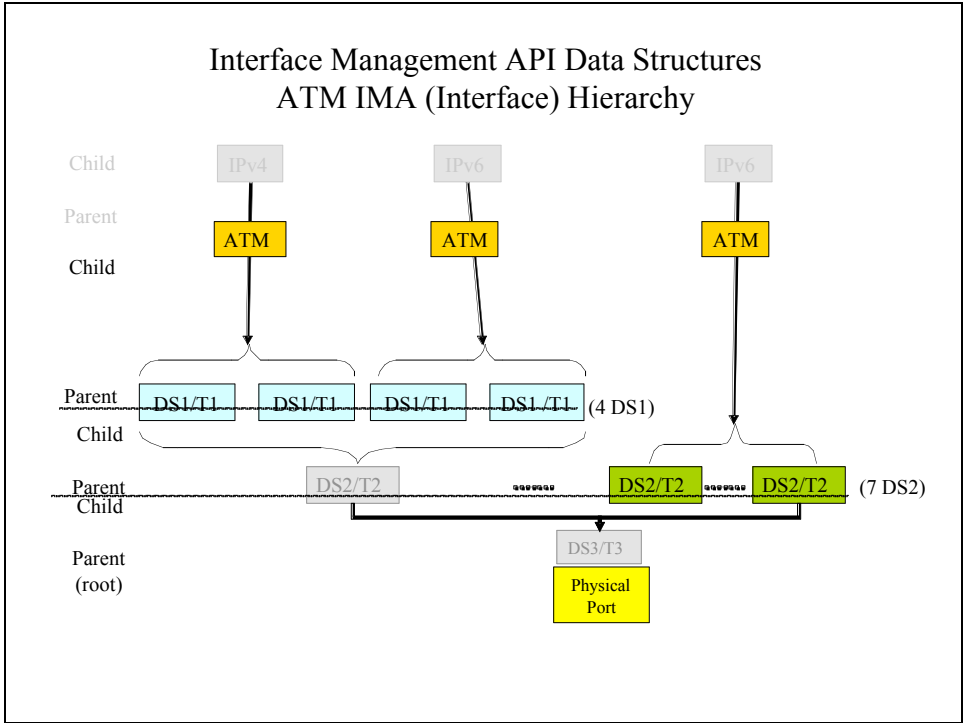 Interface Management API Data Structures
ATM IMA (Interface) Hierarchy
Child
IPv4
IPv6
IPv6
Parent
ATM
ATM
ATM
Child
Parent
DS1/T1
DS1/T1
DS1/T1
DS1 /T1
(4 DS1)
Child
Parent
DS2/T2
DS2/T2
DS2/T2
(7 DS2)
Child
Parent
(root)
DS3/T3
Physical
Port